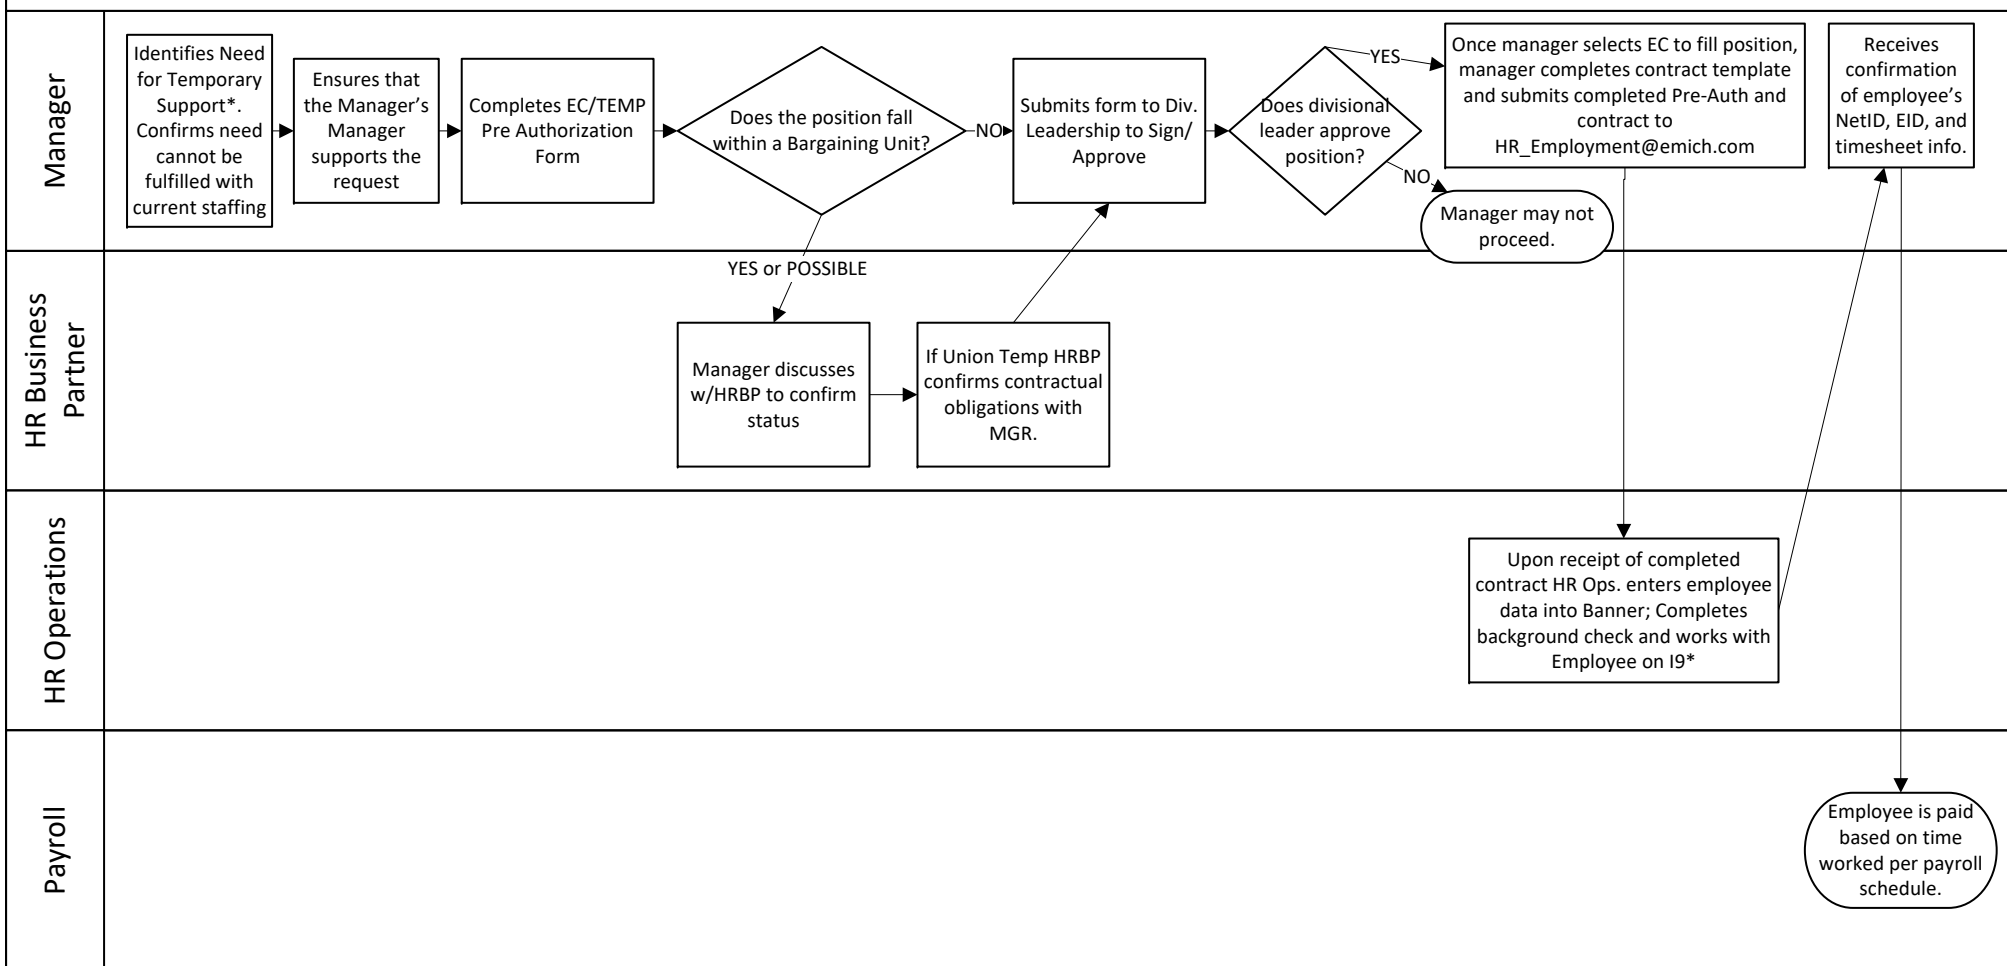 Manager
Identifies Need
for Temporary
Support*.
Confirms need
cannot be
fulfilled with
current staffing
Ensures that
the Manager's
Manager
supports the
request
Completes EC/TEMP
Pre Authorization
Form
Does the position fall
within a Bargaining Unit?
NO
Submits form to Div.
Leadership to Sign/
Approve
Does divisional
leader approve
position?
YES
Once manager selects EC to fill position,
manager completes contract template
and submits completed Pre-Auth and
contract to
HR_Employment@emich.com
NO
Manager may not
proceed.
Receives
confirmation
of employee's
NetID, EID, and
timesheet info.
HR Business
Partner
YES or POSSIBLE
Manager discusses
w/HRBP to confirm
status
If Union Temp HRBP
confirms contractual
obligations with
MGR.
HR Operations
Upon receipt of completed
contract HR Ops. enters employee
data into Banner; Completes
background check and works with
Employee on I9*
Payroll
Employee is paid
based on time
worked per payroll
schedule.